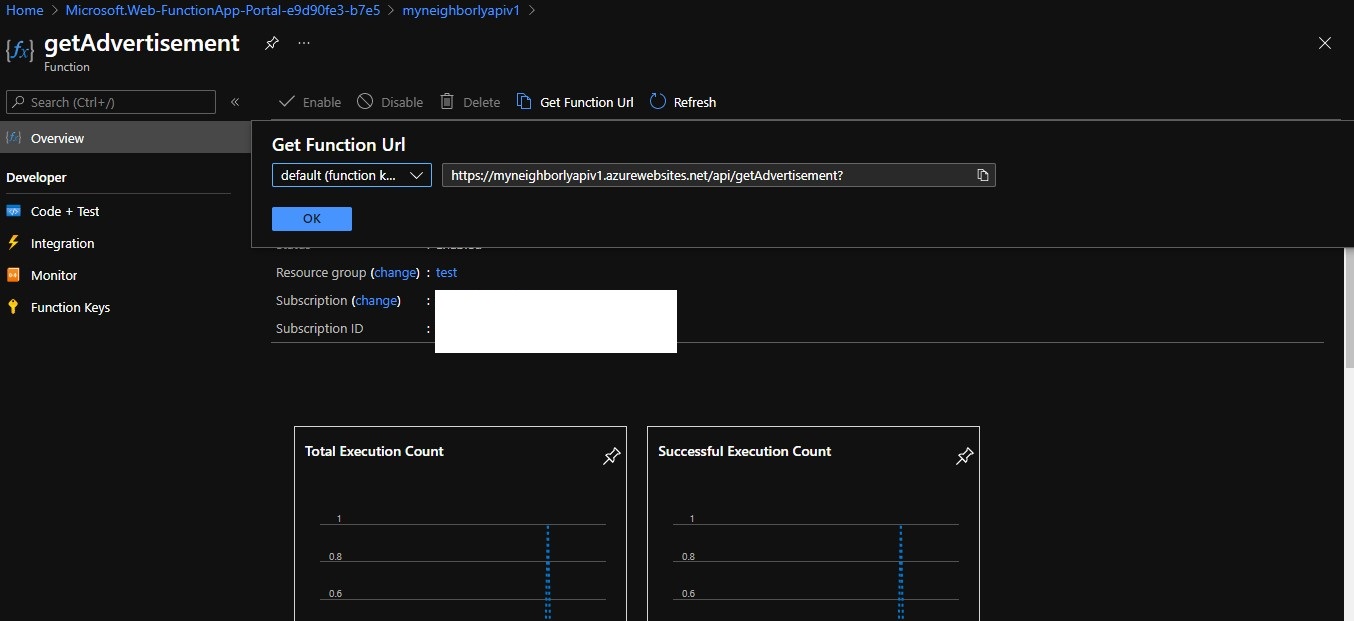 Home > Microsoft.Web-FunctionApp-Portal-e9d90fe3-b7e5 > myneighborlyapiv1 >
getAdvertisement ...
Function
Search (Ctrl+/) «
Enable Disable Delete Get Function Url Refresh
Overview
Developer
Code + Test
Integration
Monitor
Function Keys
Get Function Url
default (function k... https://myneighborlyapiv1.azurewebsites.net/api/getAdvertisement?
OK
Status : Enabled
Resource group (change) : test
Subscription (change) :
Subscription ID :
Total Execution Count
1
0.8
0.6
Successful Execution Count
1
0.8
0.6